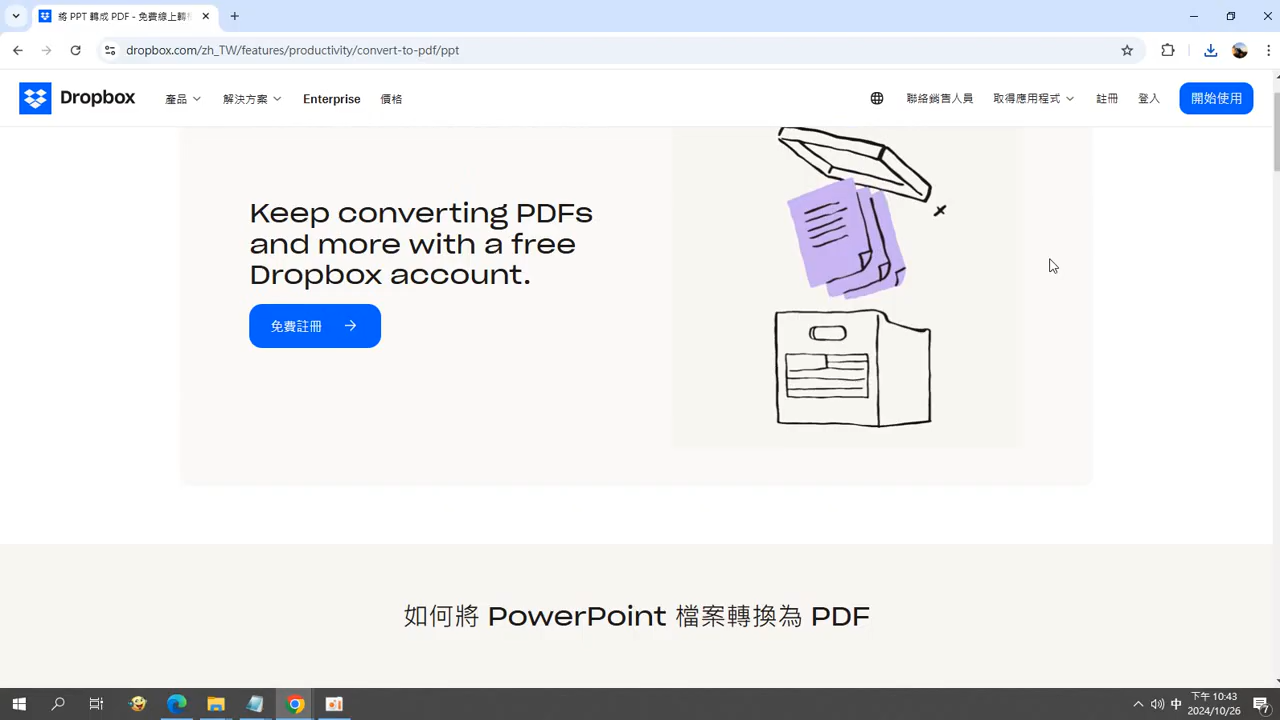 將 PPT 轉成 PDF - 免費線上轉
dropbox.com/zh_TW/features/productivity/convert-to-pdf/ppt
Dropbox 產品 解決方案 Enterprise 價格 聯絡銷售人員 取得應用程式 註冊 登入 開始使用
Keep converting PDFs
and more with a free
Dropbox account.
免費註冊
如何將 PowerPoint 檔案轉換為 PDF
中
下午 10:43
2024/10/26
7